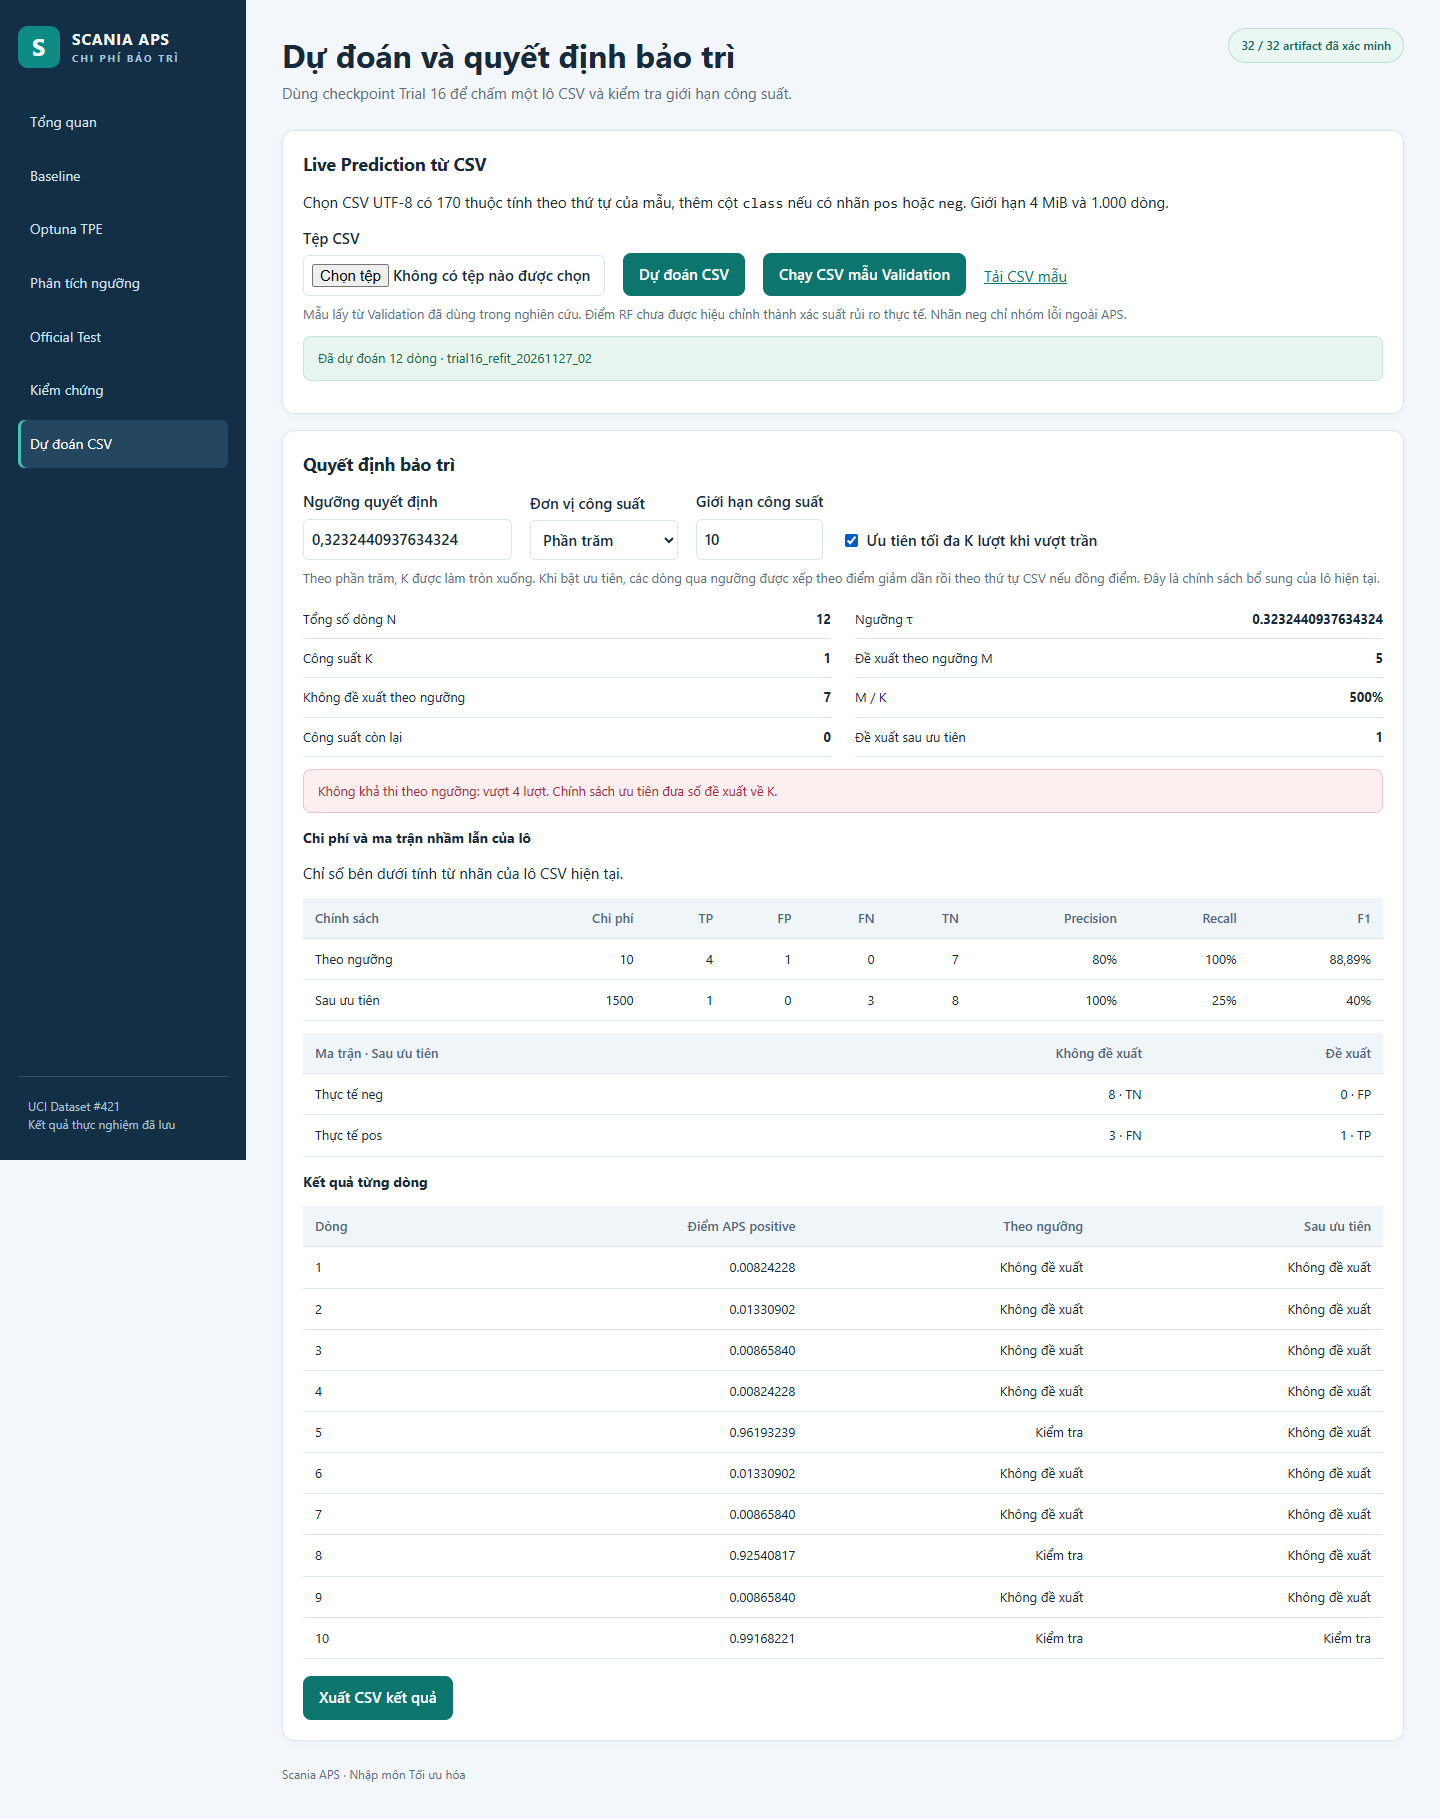 S
SCANIA APS
CHI PHÍ BẢO TRÌ
Tổng quan
Baseline
Optuna TPE
Phân tích ngưỡng
Official Test
Kiểm chứng
Dự đoán CSV
UCI Dataset #421
Kết quả thực nghiệm đã lưu
Dự đoán và quyết định bảo trì
32 / 32 artifact đã xác minh
Dùng checkpoint Trial 16 để chấm một lô CSV và kiểm tra giới hạn công suất.
Live Prediction từ CSV
Chọn CSV UTF-8 có 170 thuộc tính theo thứ tự của mẫu, thêm cột class nếu có nhãn pos hoặc neg. Giới hạn 4 MiB và 1.000 dòng.
Tệp CSV
Chọn tệp Không có tệp nào được chọn Dự đoán CSV Chạy CSV mẫu Validation Tải CSV mẫu
Mẫu lấy từ Validation đã dùng trong nghiên cứu. Điểm RF chưa được hiệu chỉnh thành xác suất rủi ro thực tế. Nhãn neg chỉ nhóm lỗi ngoài APS.
Đã dự đoán 12 dòng · trial16_refit_20261127_02
Quyết định bảo trì
Ngưỡng quyết định Đơn vị công suất Giới hạn công suất
0,3232440937634324 Phần trăm 10 Ưu tiên tối đa K lượt khi vượt trần
Theo phần trăm, K được làm tròn xuống. Khi bật ưu tiên, các dòng qua ngưỡng được xếp theo điểm giảm dần rồi theo thứ tự CSV nếu đồng điểm. Đây là chính sách bổ sung của lô hiện tại.
Tổng số dòng N 12 Ngưỡng τ 0.3232440937634324
Công suất K 1 Đề xuất theo ngưỡng M 5
Không đề xuất theo ngưỡng 7 M / K 500%
Công suất còn lại 0 Đề xuất sau ưu tiên 1
Không khả thi theo ngưỡng: vượt 4 lượt. Chính sách ưu tiên đưa số đề xuất về K.
Chi phí và ma trận nhầm lẫn của lô
Chỉ số bên dưới tính từ nhãn của lô CSV hiện tại.
Chính sách Chi phí TP FP FN TN Precision Recall F1
Theo ngưỡng 10 4 1 0 7 80% 100% 88,89%
Sau ưu tiên 1500 1 0 3 8 100% 25% 40%
Ma trận · Sau ưu tiên Không đề xuất Đề xuất
Thực tế neg 8 · TN 0 · FP
Thực tế pos 3 · FN 1 · TP
Kết quả từng dòng
Dòng Điểm APS positive Theo ngưỡng Sau ưu tiên
1 0.00824228 Không đề xuất Không đề xuất
2 0.01330902 Không đề xuất Không đề xuất
3 0.00865840 Không đề xuất Không đề xuất
4 0.00824228 Không đề xuất Không đề xuất
5 0.96193239 Kiểm tra Không đề xuất
6 0.01330902 Không đề xuất Không đề xuất
7 0.00865840 Không đề xuất Không đề xuất
8 0.92540817 Kiểm tra Không đề xuất
9 0.00865840 Không đề xuất Không đề xuất
10 0.99168221 Kiểm tra Kiểm tra
Xuất CSV kết quả
Scania APS · Nhập môn Tối ưu hóa